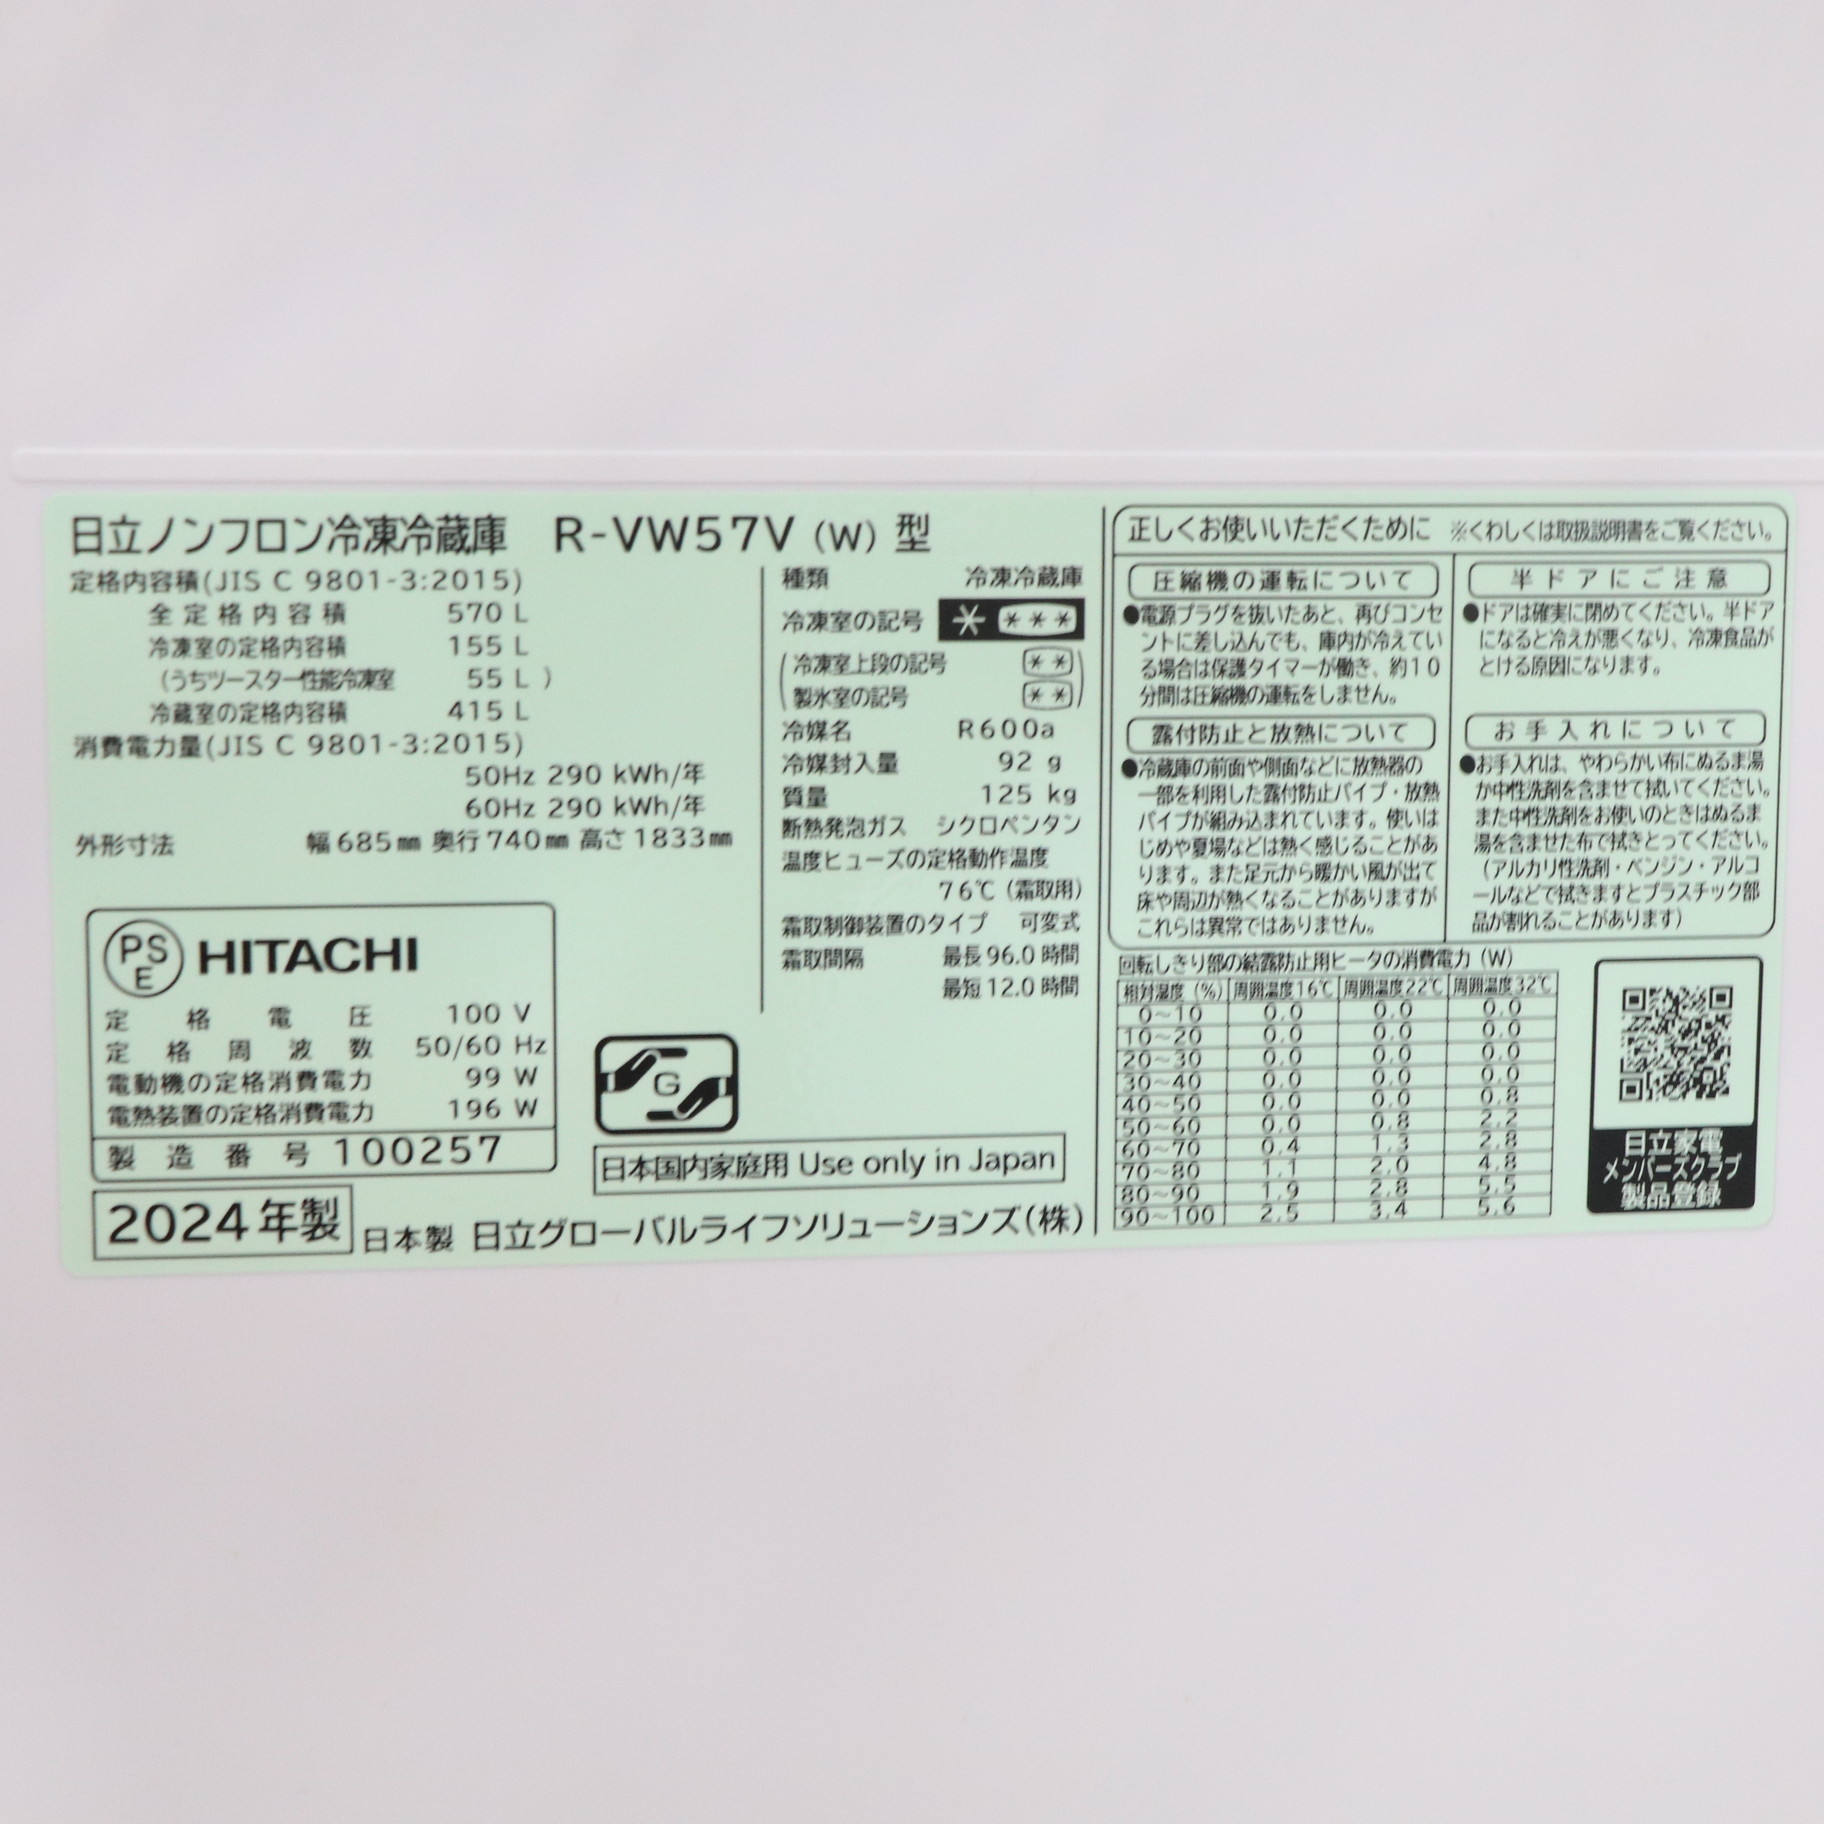 日立ノンフロン冷凍冷蔵庫 R-VW57V (W) 型
定格内容積(JIS C 9801-3:2015)
全定格内容積 570 L
冷凍室の定格内容積 155 L
(うちツースター性能冷凍室 55 L )
冷蔵室の定格内容積 415 L
消費電力量(JIS C 9801-3:2015)
50Hz 290 kWh/年
60Hz 290 kWh/年
外形寸法 幅685㎜ 奥行740㎜ 高さ1833㎜
PS
E
HITACHI
定格電圧 100 V
定格周波数 50/60 Hz
電動機の定格消費電力 99 W
電熱装置の定格消費電力 196 W
製造番号 100257
2024年製
日本製 日立グローバルライフソリューションズ(株)
種類 冷凍冷蔵庫
冷凍室の記号 * ***
(冷凍室上段の記号 **)
(製氷室の記号 **)
冷媒名 R600a
冷媒封入量 92 g
質量 125 kg
断熱発泡ガス シクロペンタン
温度ヒューズの定格動作温度
76℃(霜取用)
霜取制御装置のタイプ 可変式
霜取間隔 最長96.0時間
最短12.0時間
G
日本国内家庭用 Use only in Japan
正しくお使いいただくために ※くわしくは取扱説明書をご覧ください。
圧縮機の運転について
●電源プラグを抜いたあと、再びコンセ
ントに差し込んでも、庫内が冷えてい
る場合は保護タイマーが働き、約10
分間は圧縮機の運転をしません。
露付防止と放熱について
●冷蔵庫の前面や側面などに放熱器の
一部を利用した露付防止パイプ・放熱
パイプが組み込まれています。使いは
じめや夏場などは熱く感じることがあ
ります。また足元から暖かい風が出て
床や周辺が熱くなることがありますが
これらは異常ではありません。
半ドアにご注意
●ドアは確実に閉めてください。半ドア
になると冷えが悪くなり、冷凍食品が
とける原因になります。
お手入れについて
●お手入れは、やわらかい布にぬるま湯
か中性洗剤を含ませて拭いてください。
また中性洗剤をお使いのときはぬるま
湯を含ませた布で拭きとってください。
(アルカリ性洗剤・ベンジン・アルコ
ールなどで拭きますとプラスチック部
品が割れることがあります)
回転しきり部の結露防止用ヒータの消費電力(W)
相対湿度(%) 周囲温度16℃ 周囲温度22℃ 周囲温度32℃
0~10 0.0 0.0 0.0
10~20 0.0 0.0 0.0
20~30 0.0 0.0 0.0
30~40 0.0 0.0 0.0
40~50 0.0 0.0 0.8
50~60 0.0 0.8 2.2
60~70 0.4 1.3 2.8
70~80 1.1 2.0 4.8
80~90 1.9 2.8 5.5
90~100 2.5 3.4 5.6
日立家電
メンバーズクラブ
製品登録